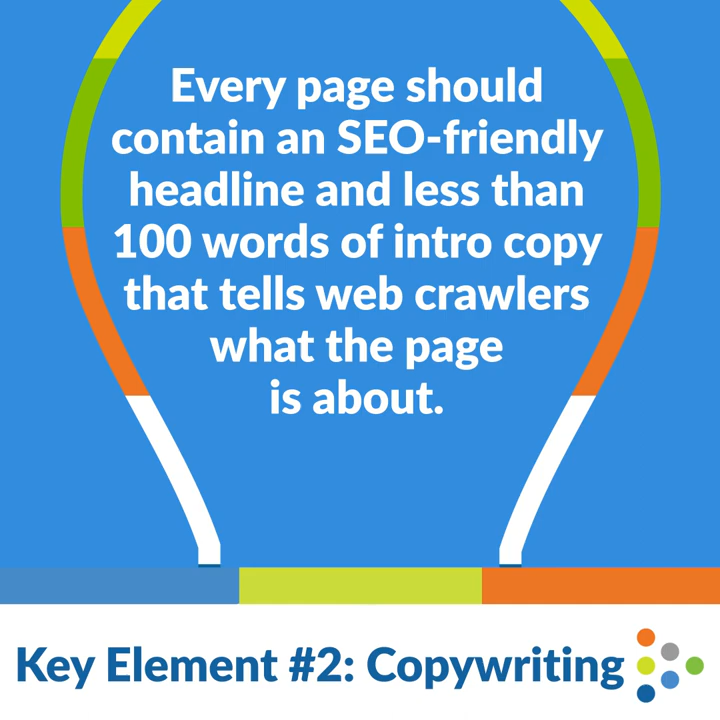 Every page should
contain an SEO-friendly
headline and less than
100 words of intro copy
that tells web crawlers
what the page
is about.
Key Element #2: Copywriting